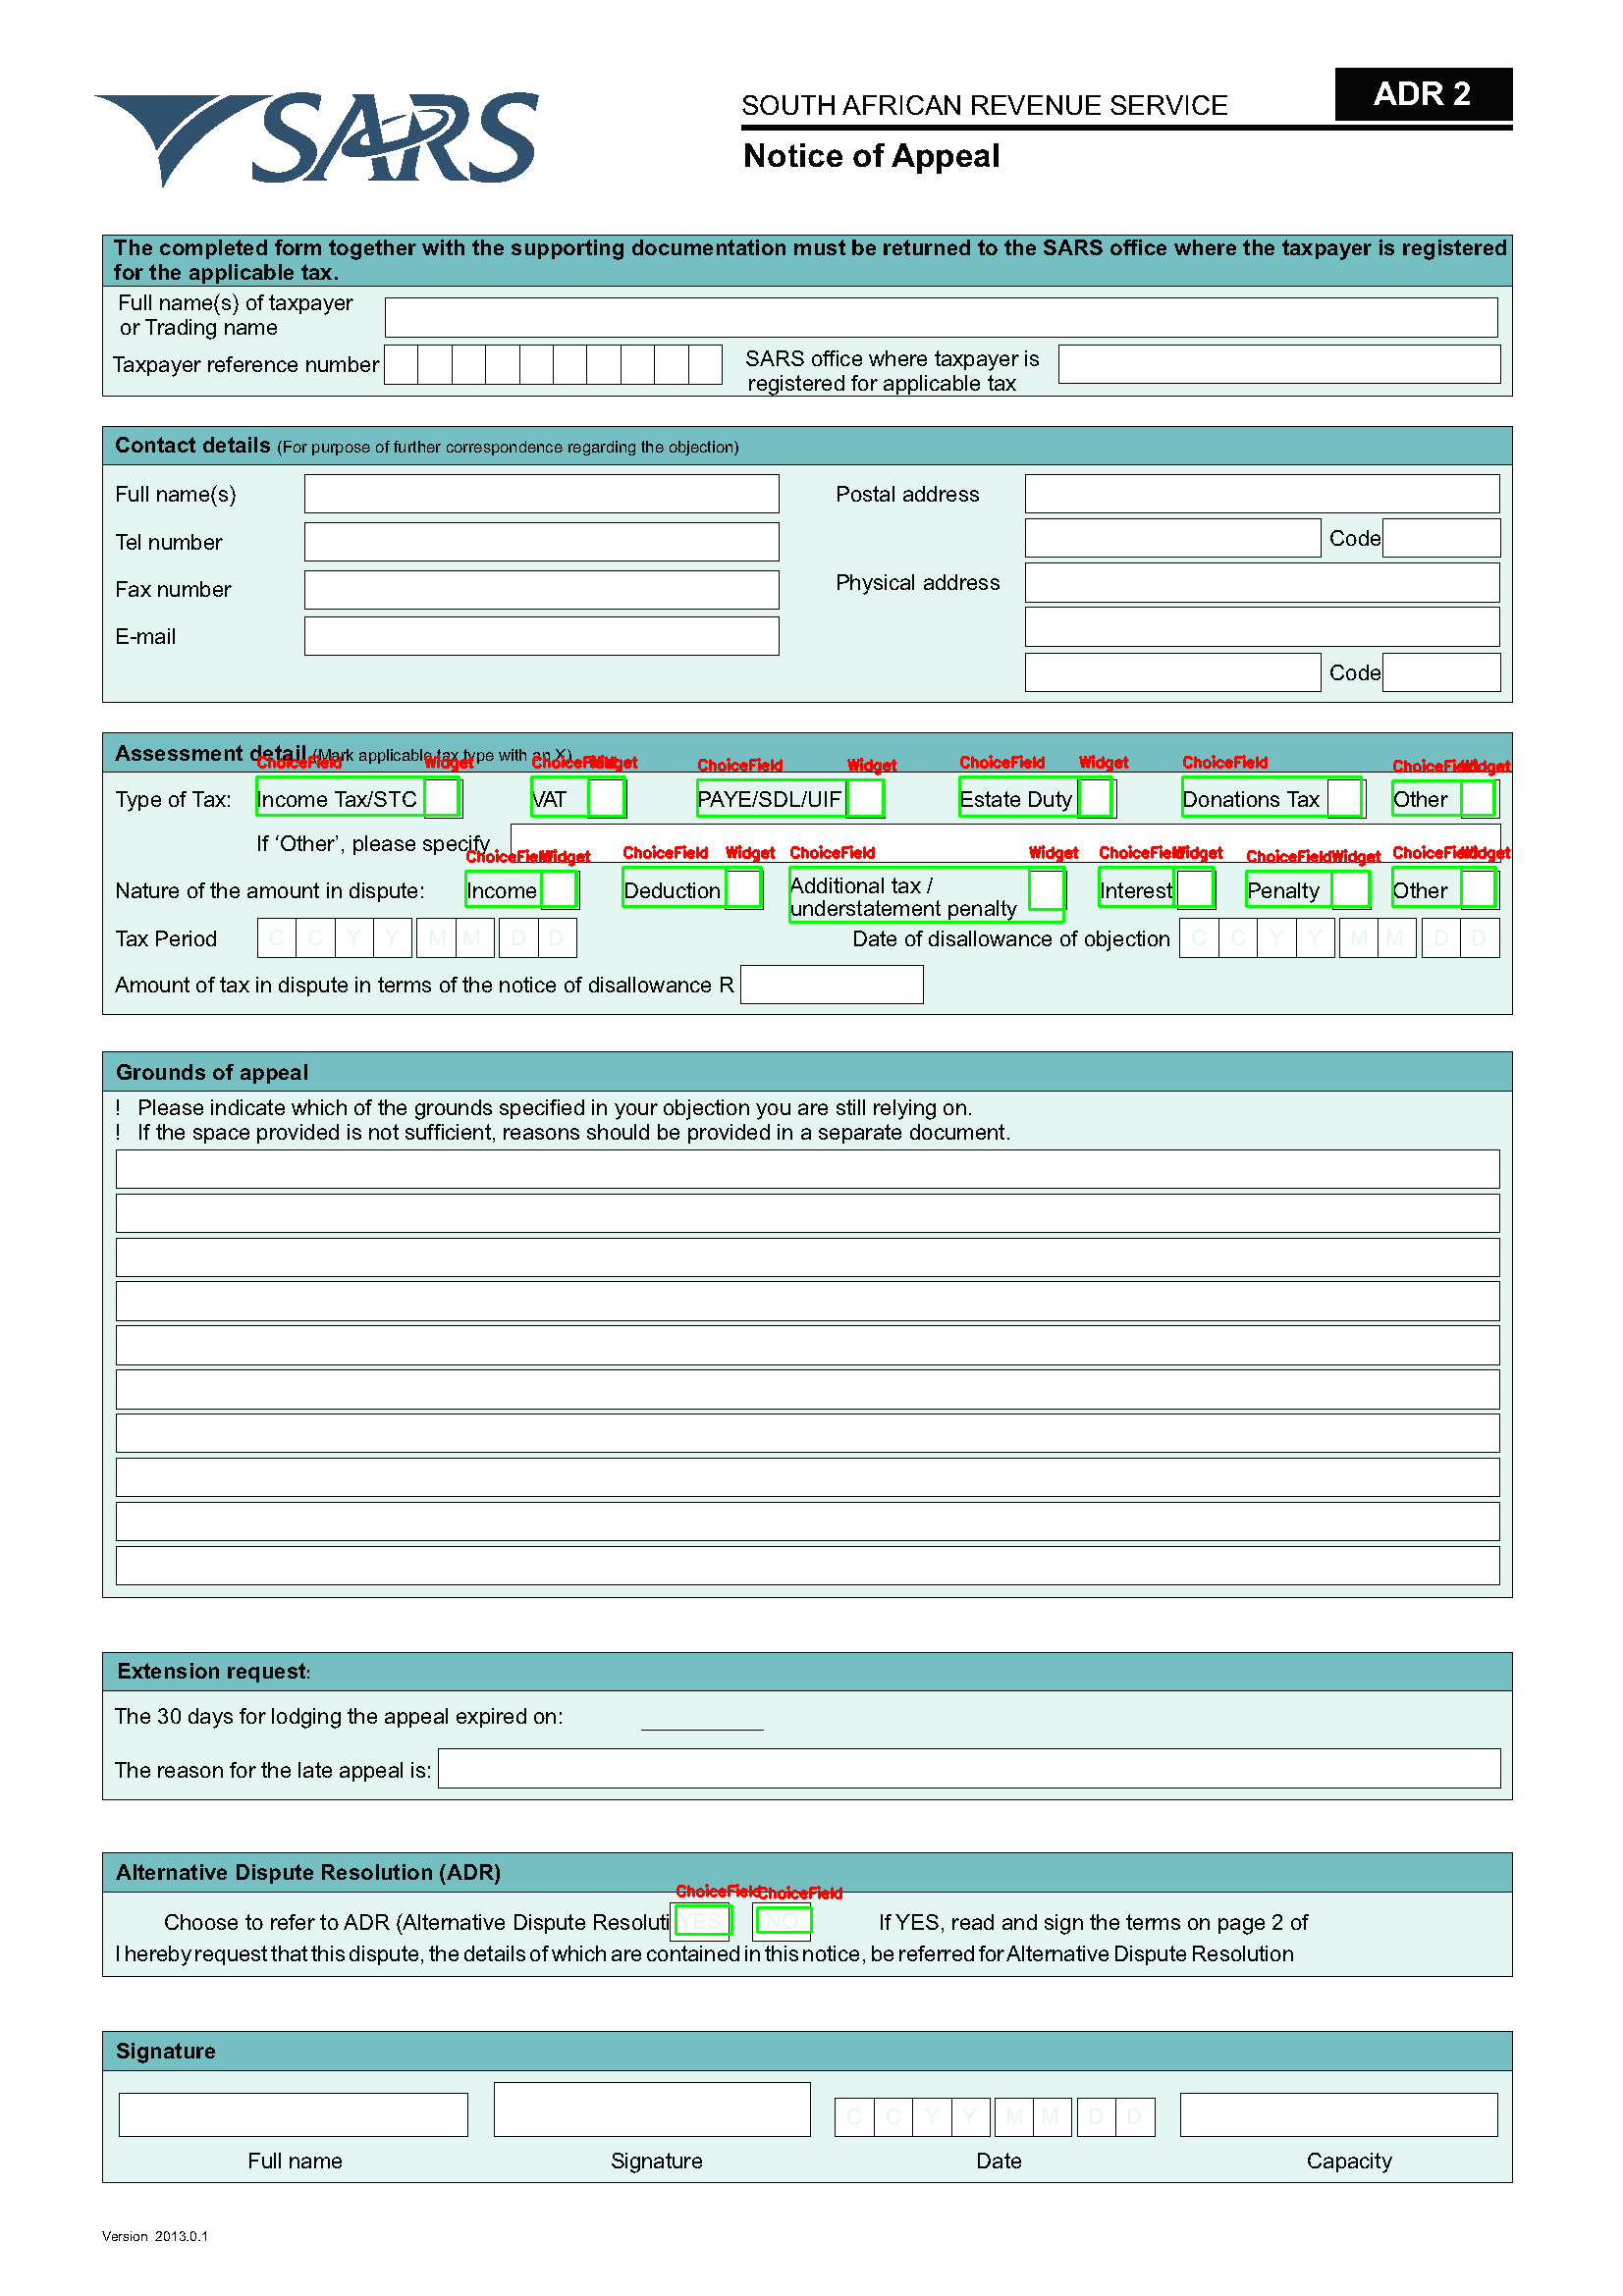 SARS
SOUTH AFRICAN REVENUE SERVICE
ADR 2
Notice of Appeal
The completed form together with the supporting documentation must be returned to the SARS office where the taxpayer is registered
for the applicable tax.
Full name(s) of taxpayer
or Trading name
Taxpayer reference number
SARS office where taxpayer is
registered for applicable tax
Contact details (For purpose of further correspondence regarding the objection)
Full name(s)
Postal address
Tel number
Code
Fax number
Physical address
E-mail
Code
Assessment detail (Mark applicable tax type with an X)
ChoiceField Widget ChoiceField Widget ChoiceField Widget ChoiceField Widget ChoiceField ChoiceField Widget
Type of Tax: Income Tax/STC VAT PAYE/SDL/UIF Estate Duty Donations Tax Other
If ‘Other’, please specify
ChoiceField Widget ChoiceField Widget ChoiceField Widget ChoiceField Widget ChoiceField Widget ChoiceField Widget
Nature of the amount in dispute: Income Deduction Additional tax / understatement penalty Interest Penalty Other
Tax Period C C Y Y M M D D Date of disallowance of objection C C Y Y M M D D
Amount of tax in dispute in terms of the notice of disallowance R
Grounds of appeal
! Please indicate which of the grounds specified in your objection you are still relying on.
! If the space provided is not sufficient, reasons should be provided in a separate document.
Extension request:
The 30 days for lodging the appeal expired on:
The reason for the late appeal is:
Alternative Dispute Resolution (ADR)
ChoiceField ChoiceField
Choose to refer to ADR (Alternative Dispute Resoluti YES NO If YES, read and sign the terms on page 2 of
I hereby request that this dispute, the details of which are contained in this notice, be referred for Alternative Dispute Resolution
Signature
C C Y Y M M D D
Full name Signature Date Capacity
Version 2013.0.1